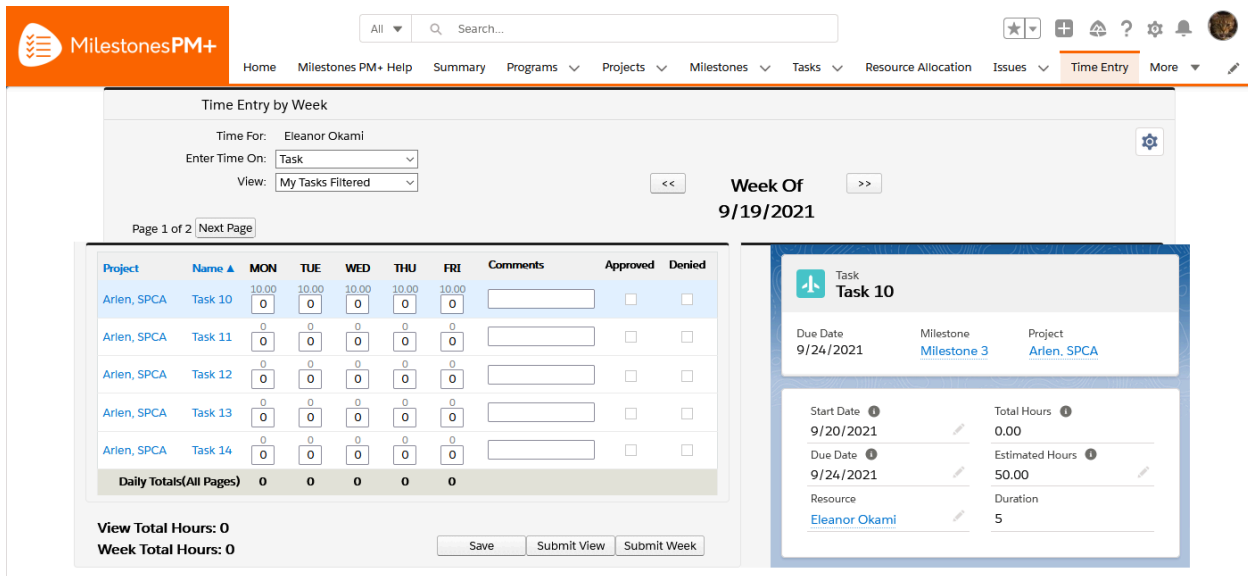 MilestonesPM+
All Search...
Home Milestones PM+ Help Summary Programs Projects Milestones Tasks Resource Allocation Issues Time Entry More
Time Entry by Week
Time For: Eleanor Okami
Enter Time On: Task
View: My Tasks Filtered
<< Week Of >>
9/19/2021
Page 1 of 2 Next Page
Project Name ▲ MON TUE WED THU FRI Comments Approved Denied
10.00 10.00 10.00 10.00 10.00
Arlen, SPCA Task 10 0 0 0 0 0
0 0 0 0 0
Arlen, SPCA Task 11 0 0 0 0 0
0 0 0 0 0
Arlen, SPCA Task 12 0 0 0 0 0
0 0 0 0 0
Arlen, SPCA Task 13 0 0 0 0 0
0 0 0 0 0
Arlen, SPCA Task 14 0 0 0 0 0
Daily Totals(All Pages) 0 0 0 0 0
View Total Hours: 0
Week Total Hours: 0
Save Submit View Submit Week
Task
Task 10
Due Date Milestone Project
9/24/2021 Milestone 3 Arlen, SPCA
Start Date Total Hours
9/20/2021 0.00
Due Date Estimated Hours
9/24/2021 50.00
Resource Duration
Eleanor Okami 5